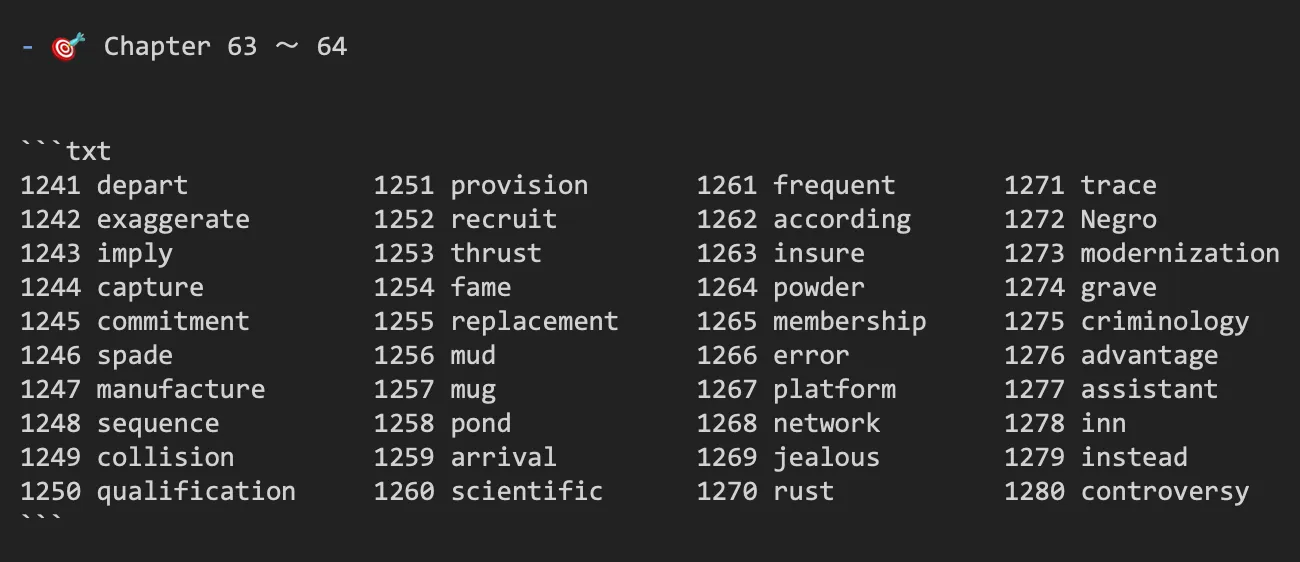 - 🎯 Chapter 63 ～ 64
```txt
1241 depart 1251 provision 1261 frequent 1271 trace
1242 exaggerate 1252 recruit 1262 according 1272 Negro
1243 imply 1253 thrust 1263 insure 1273 modernization
1244 capture 1254 fame 1264 powder 1274 grave
1245 commitment 1255 replacement 1265 membership 1275 criminology
1246 spade 1256 mud 1266 error 1276 advantage
1247 manufacture 1257 mug 1267 platform 1277 assistant
1248 sequence 1258 pond 1268 network 1278 inn
1249 collision 1259 arrival 1269 jealous 1279 instead
1250 qualification 1260 scientific 1270 rust 1280 controversy
```